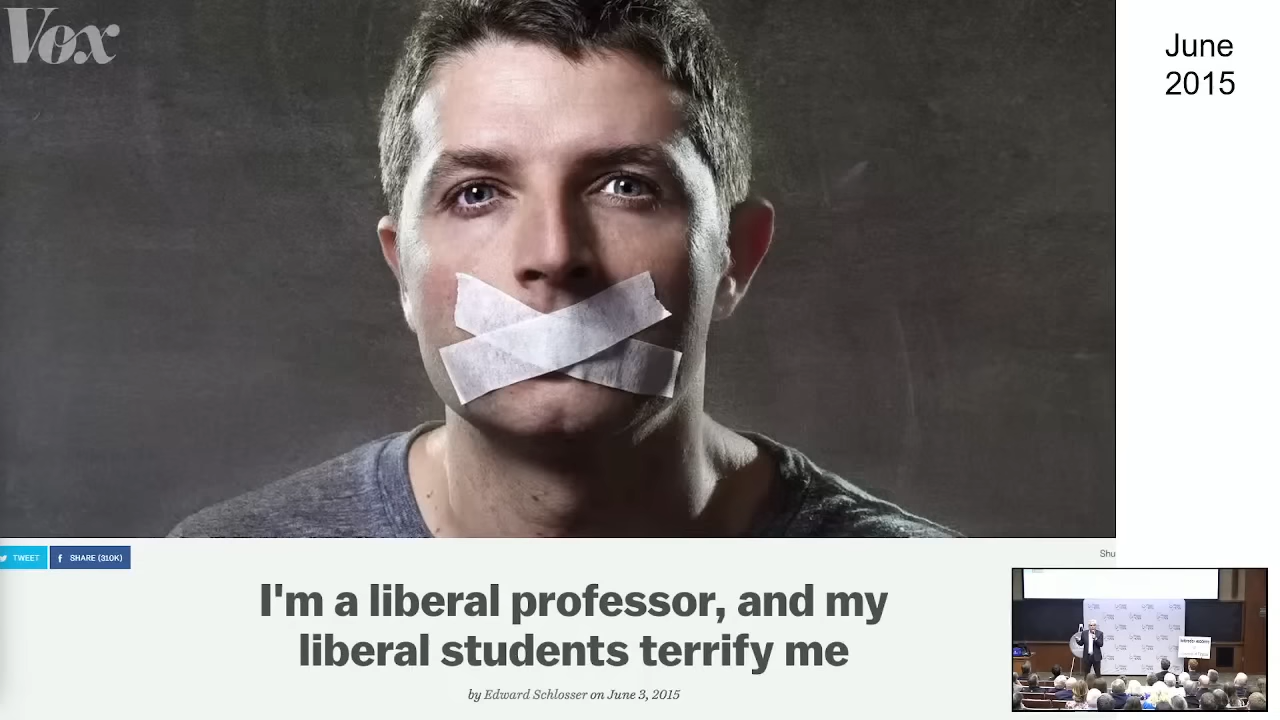 Vox
June
2015
TWEET
f SHARE (310K)
Shu
I'm a liberal professor, and my
liberal students terrify me
by Edward Schlosser on June 3, 2015